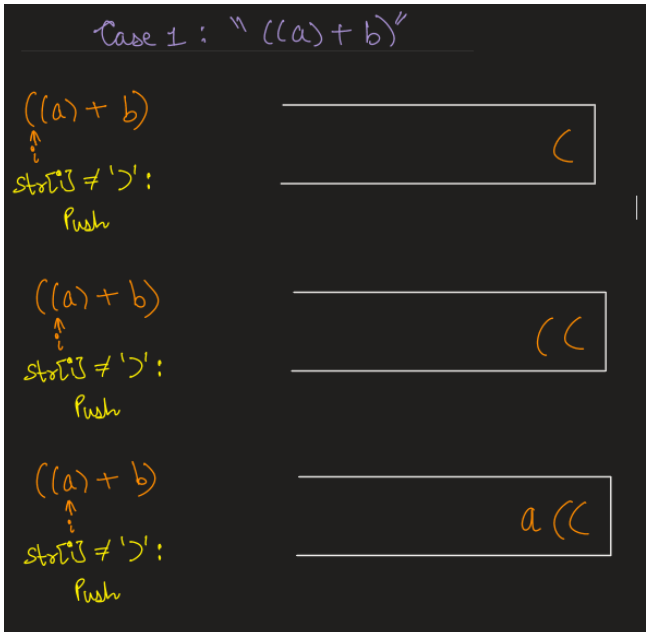 Case 1 : "((a) + b)"
((a) + b)
(
i
str[i] ≠ ')' :
Push
((a) + b)
( (
i
str[i] ≠ ')' :
Push
((a) + b)
a ( (
i
str[i] ≠ ')' :
Push